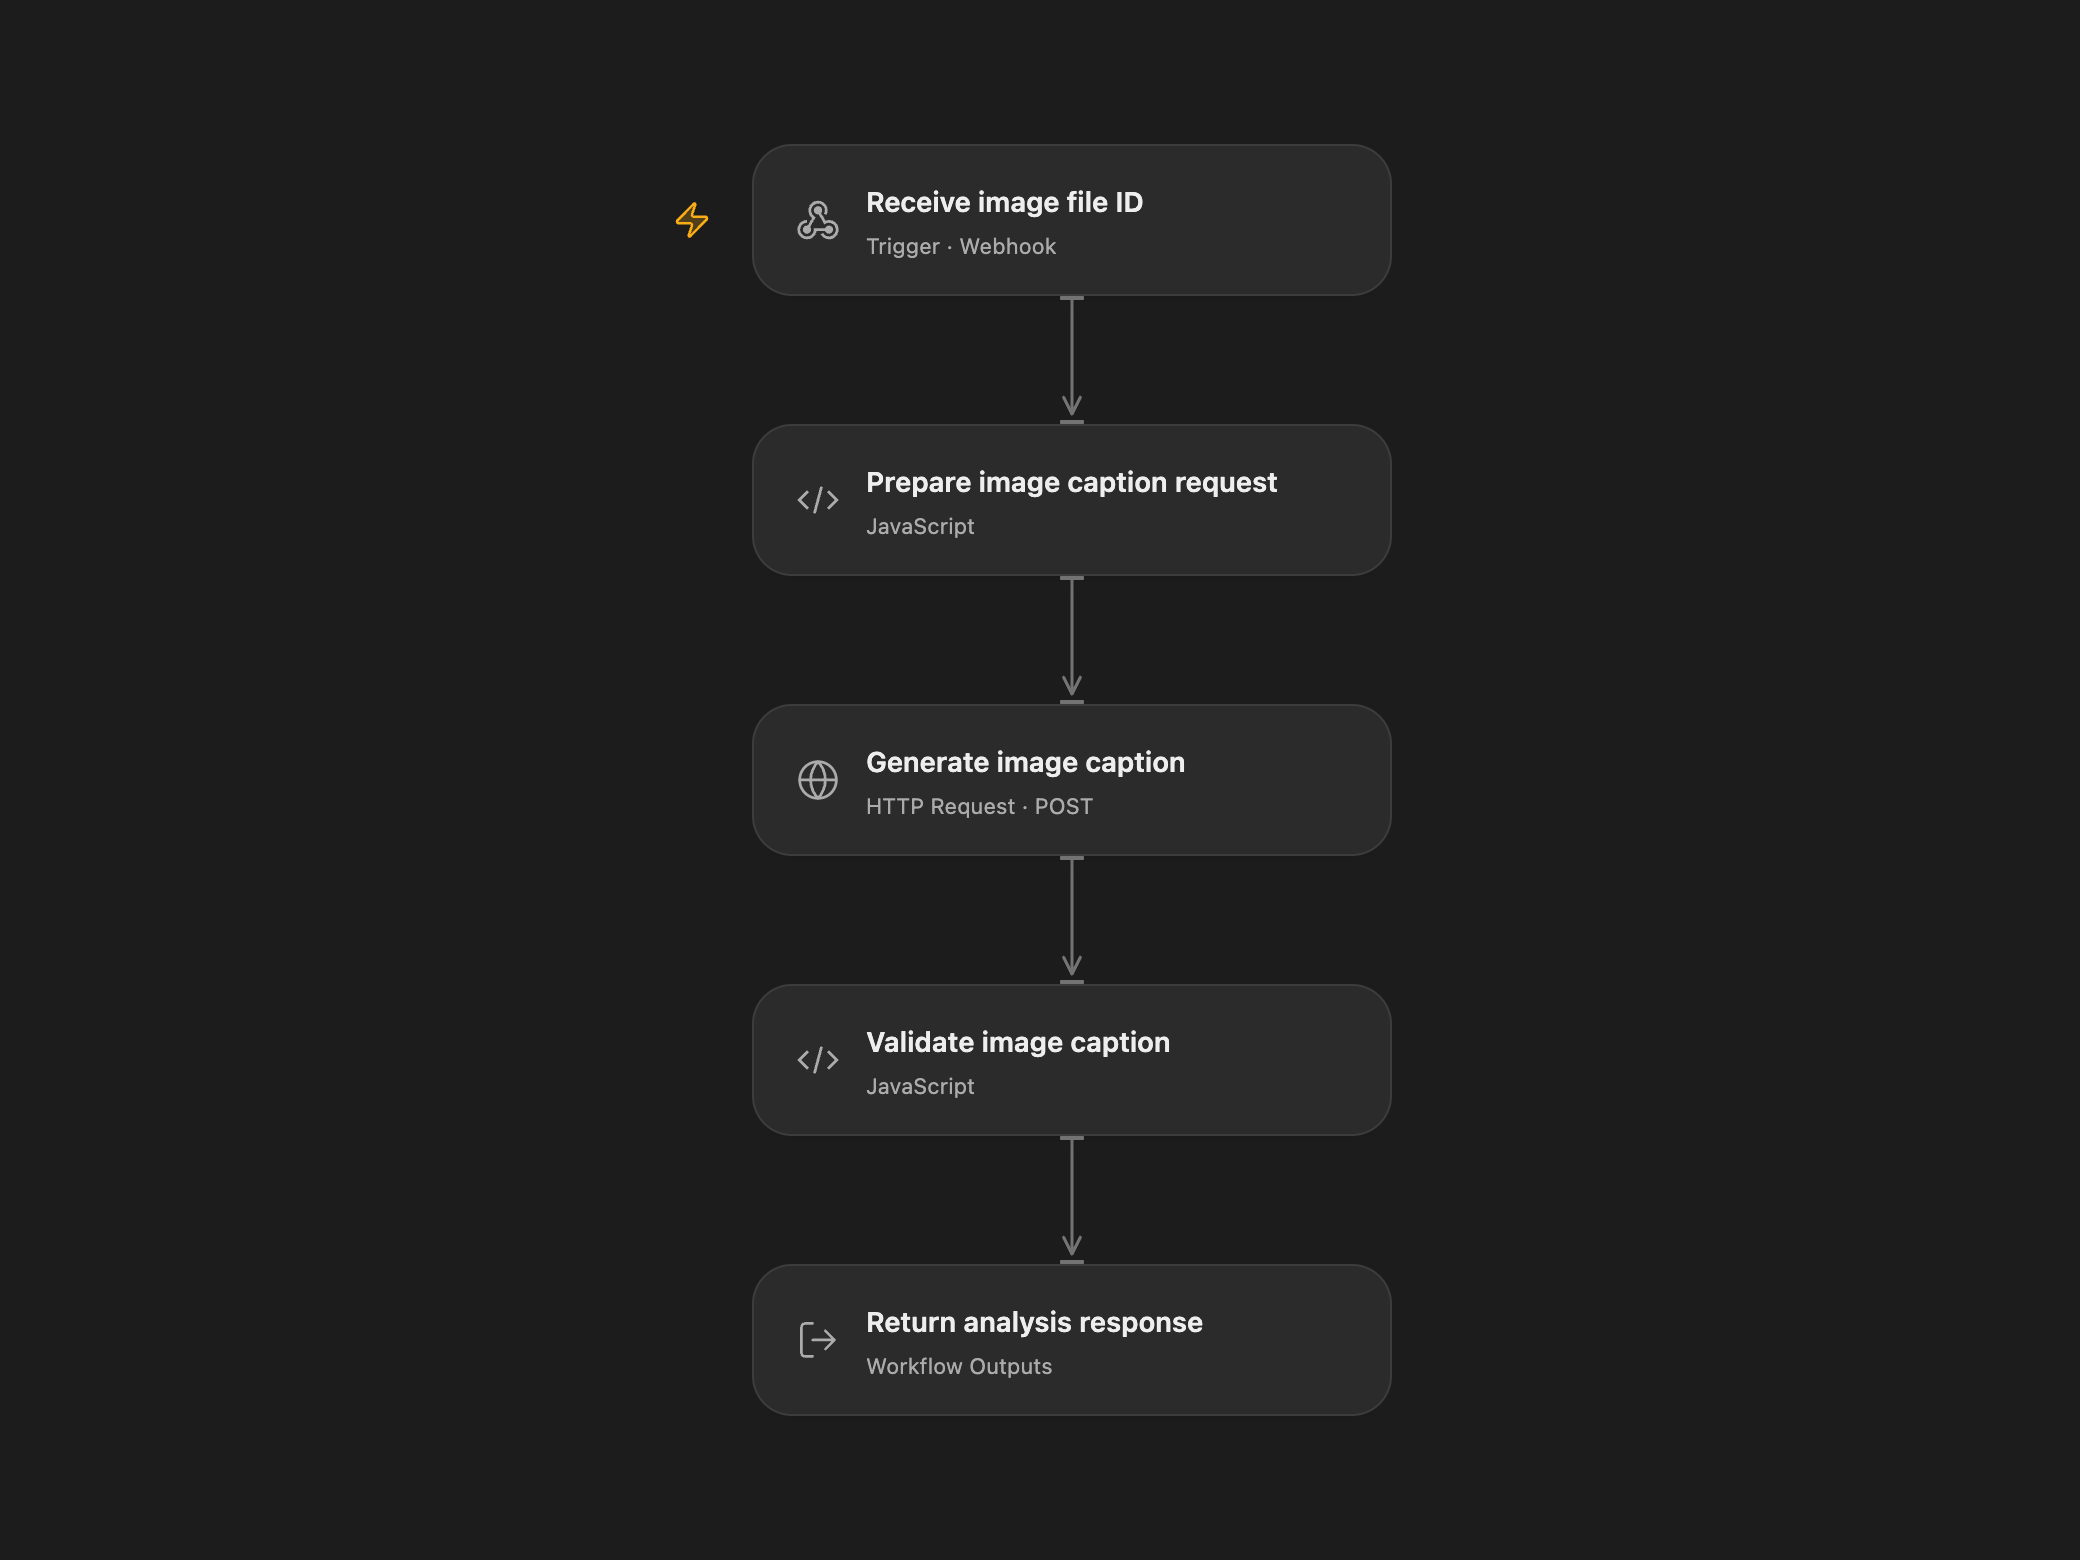 Receive image file ID
Trigger · Webhook
Prepare image caption request
JavaScript
Generate image caption
HTTP Request · POST
Validate image caption
JavaScript
Return analysis response
Workflow Outputs